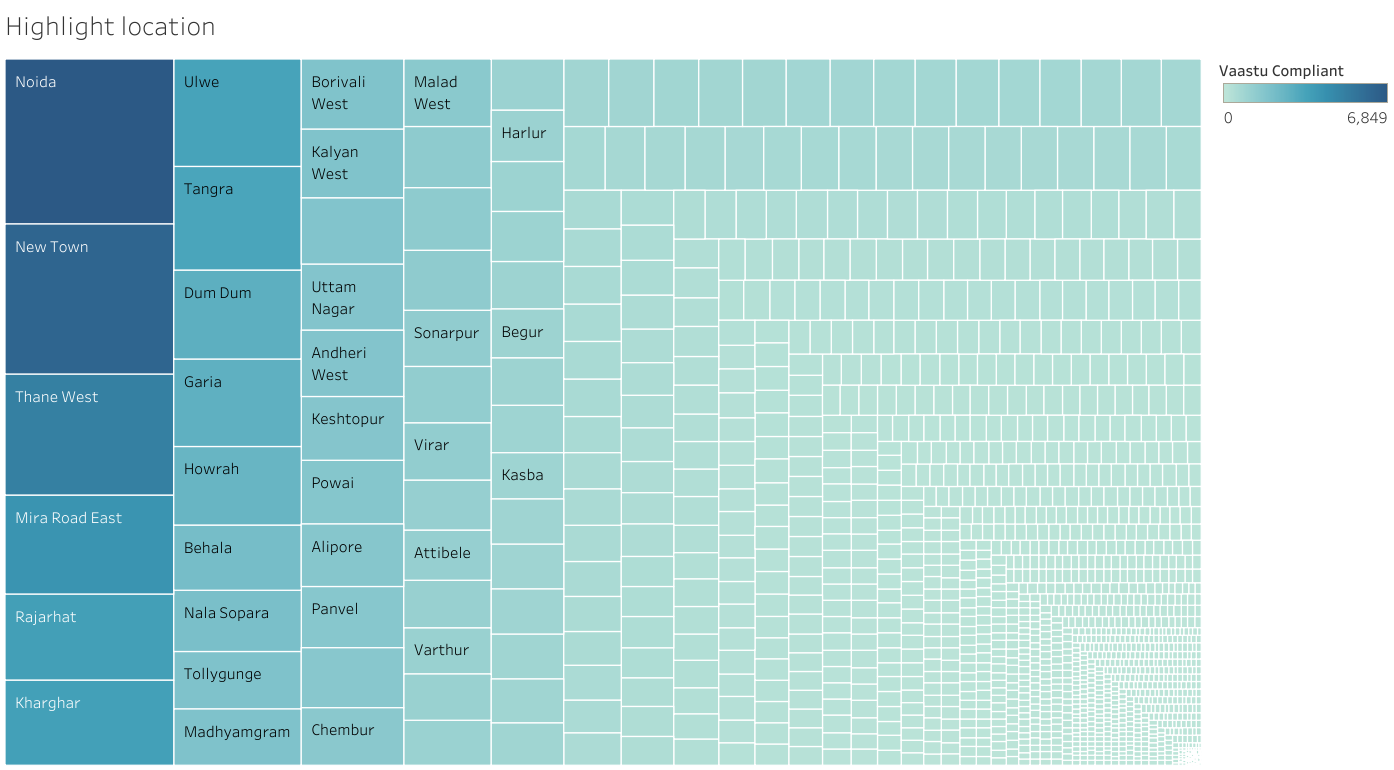 Highlight location
Noida
New Town
Thane West
Mira Road East
Rajarhat
Kharghar
Ulwe
Tangra
Dum Dum
Garia
Howrah
Behala
Nala Sopara
Tollygunge
Madhyamgram
Borivali
West
Kalyan
West
Uttam
Nagar
Andheri
West
Keshtopur
Powai
Alipore
Panvel
Chembur
Malad
West
Sonarpur
Virar
Attibele
Varthur
Harlur
Begur
Kasba
Vaastu Compliant
0 6,849